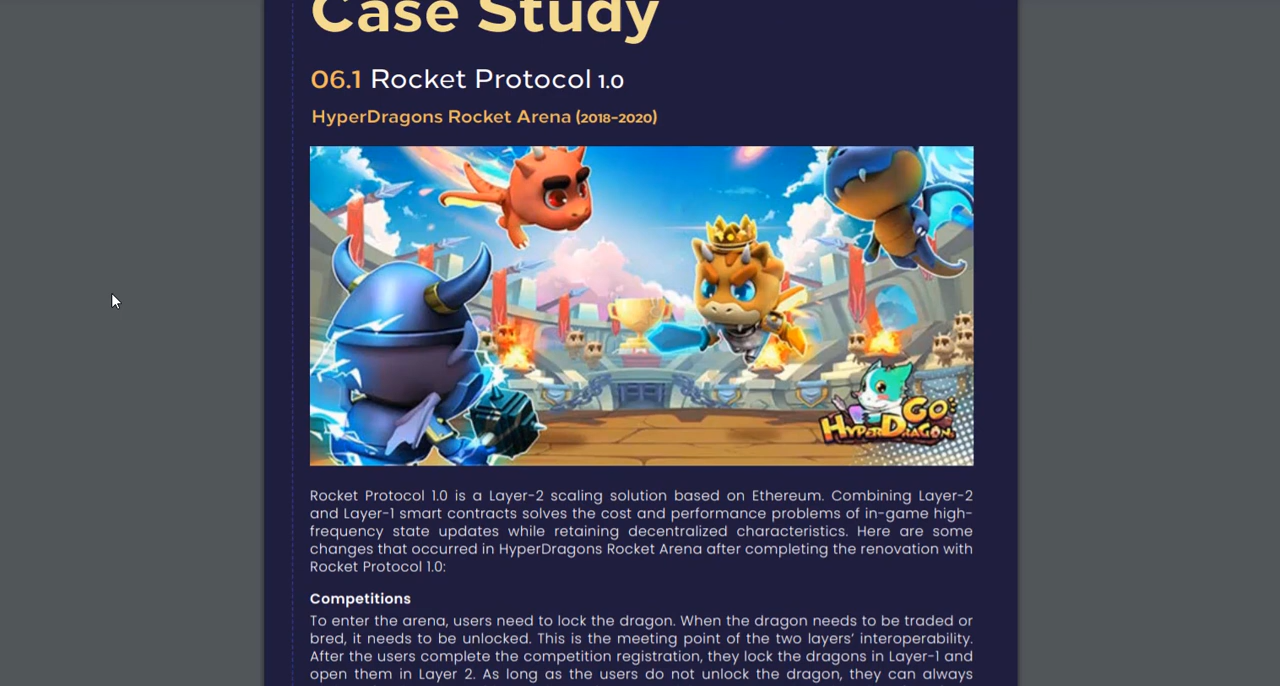 Case Study
06.1 Rocket Protocol 1.0
HyperDragons Rocket Arena (2018-2020)
GO
HYPERDRAGONS
Rocket Protocol 1.0 is a Layer-2 scaling solution based on Ethereum. Combining Layer-2
and Layer-1 smart contracts solves the cost and performance problems of in-game high-
frequency state updates while retaining decentralized characteristics. Here are some
changes that occurred in HyperDragons Rocket Arena after completing the renovation with
Rocket Protocol 1.0:
Competitions
To enter the arena, users need to lock the dragon. When the dragon needs to be traded or
bred, it needs to be unlocked. This is the meeting point of the two layers' interoperability.
After the users complete the competition registration, they lock the dragons in Layer-1 and
open them in Layer 2. As long as the users do not unlock the dragon, they can always